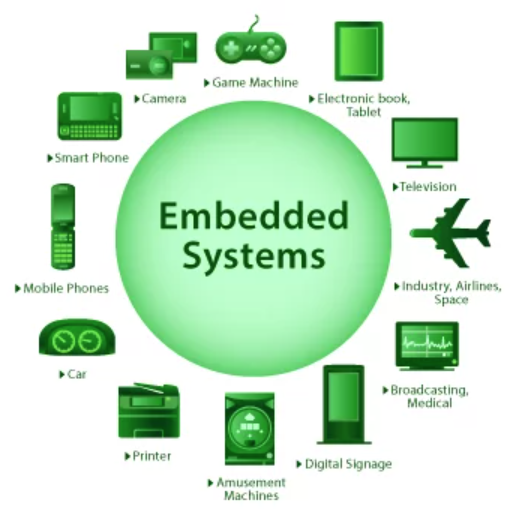 Embedded
Systems
▶Game Machine
▶Electronic book,
Tablet
▶Television
▶Industry, Airlines,
Space
▶Broadcasting,
Medical
▶Digital Signage
▶Amusement
Machines
▶Printer
▶Car
▶Mobile Phones
▶Smart Phone
▶Camera